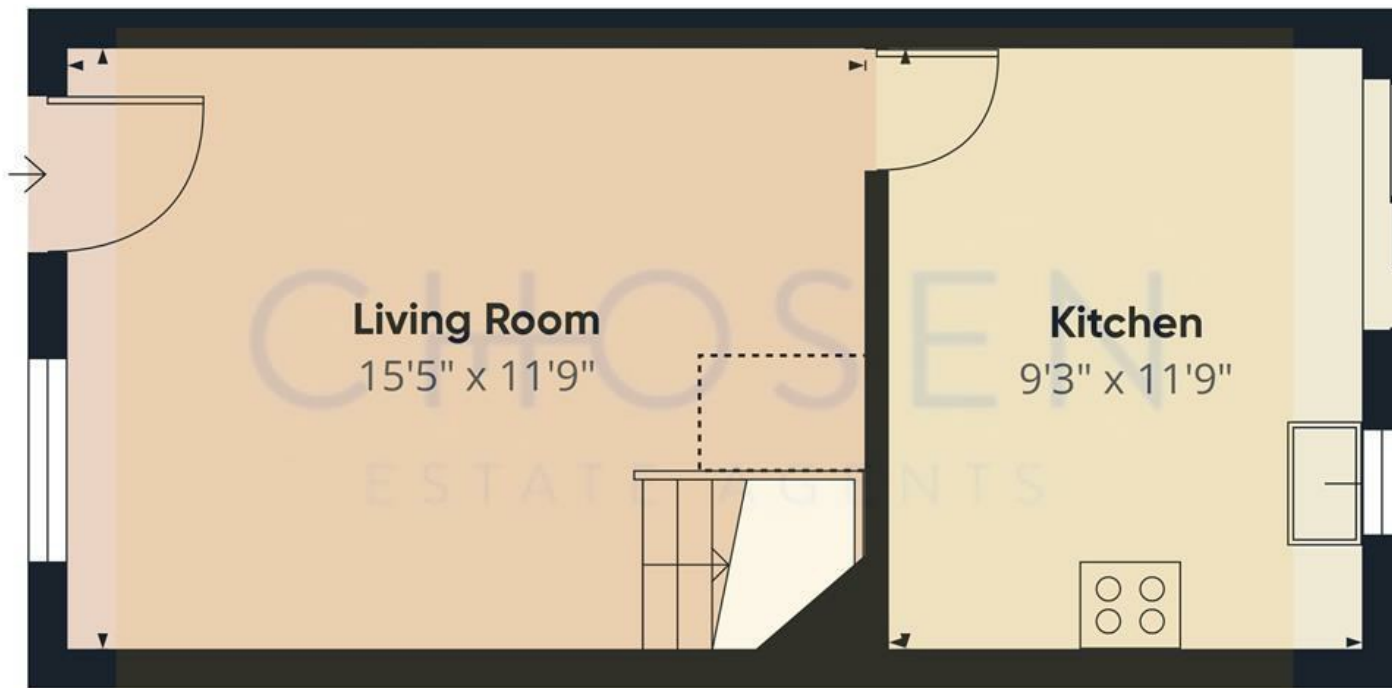 Living Room
15'5" x 11'9"
Kitchen
9'3" x 11'9"
CHOSEN
ESTATE AGENTS